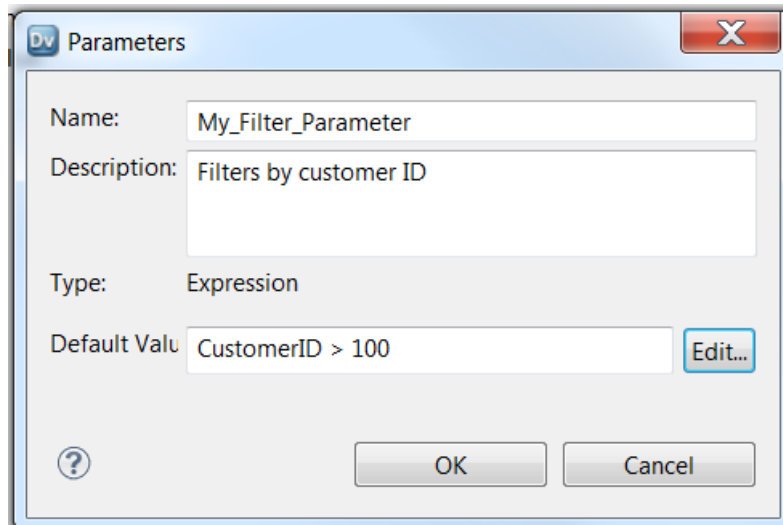 Dv Parameters
Name: My_Filter_Parameter
Description: Filters by customer ID
Type: Expression
Default Valu CustomerID > 100 Edit...
? OK Cancel